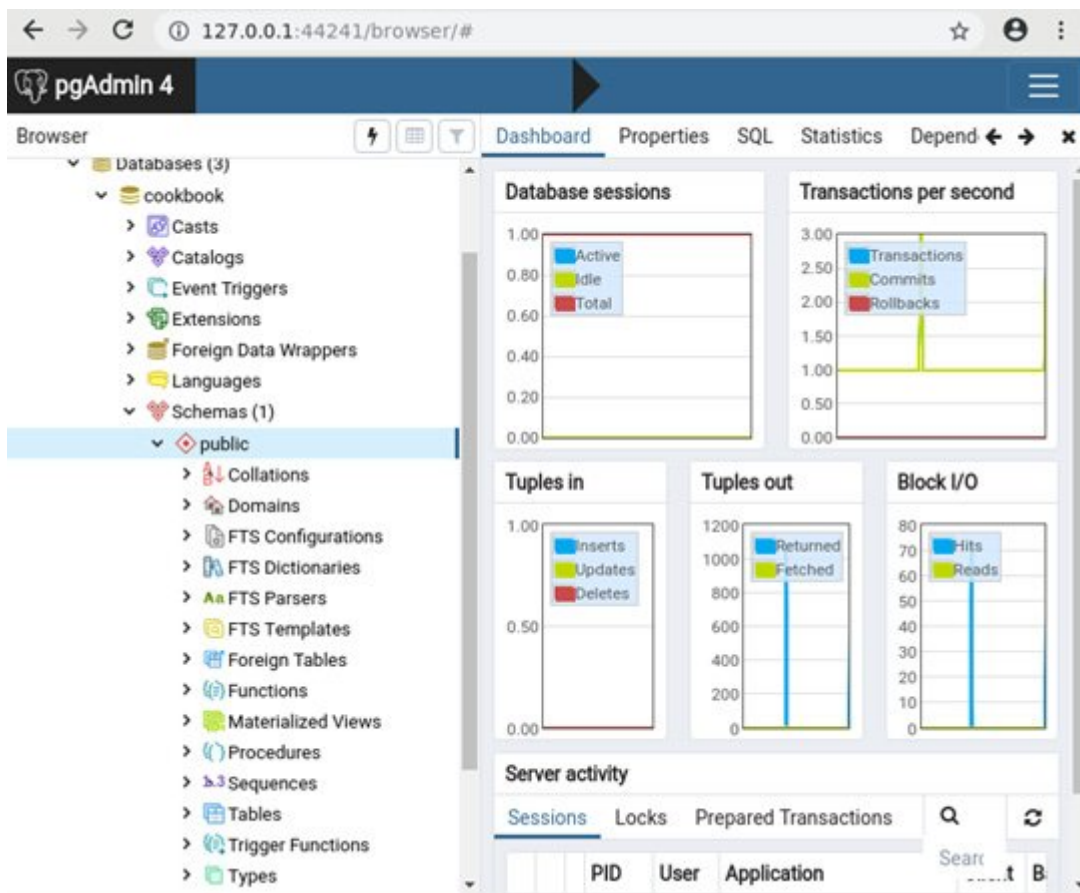 127.0.0.1:44241/browser/#
pgAdmin 4
Browser
Databases (3)
cookbook
Casts
Catalogs
Event Triggers
Extensions
Foreign Data Wrappers
Languages
Schemas (1)
public
Collations
Domains
FTS Configurations
FTS Dictionaries
Aa FTS Parsers
FTS Templates
Foreign Tables
Functions
Materialized Views
Procedures
1..3 Sequences
Tables
Trigger Functions
Types
Dashboard Properties SQL Statistics Depend
Database sessions
1.00
0.80
0.60
0.40
0.20
0.00
Active
Idle
Total
Transactions per second
3.00
2.50
2.00
1.50
1.00
0.50
0.00
Transactions
Commits
Rollbacks
Tuples in
1.00
0.50
0.00
Inserts
Updates
Deletes
Tuples out
1200
1000
800
600
400
200
0
Returned
Fetched
Block I/O
80
70
60
50
40
30
20
10
0
Hits
Reads
Server activity
Sessions Locks Prepared Transactions
Searc
PID User Application